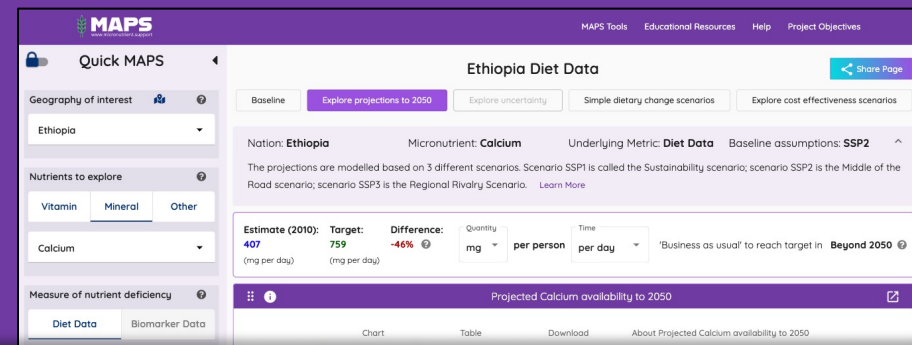 MAPS
www.micronutrient.support
MAPS Tools Educational Resources Help Project Objectives
Quick MAPS
Geography of interest
Ethiopia
Nutrients to explore
Vitamin Mineral Other
Calcium
Measure of nutrient deficiency
Diet Data Biomarker Data
Ethiopia Diet Data
Share Page
Baseline Explore projections to 2050 Explore uncertainty Simple dietary change scenarios Explore cost effectiveness scenarios
Nation: Ethiopia Micronutrient: Calcium Underlying Metric: Diet Data Baseline assumptions: SSP2
The projections are modelled based on 3 different scenarios. Scenario SSP1 is called the Sustainability scenario; scenario SSP2 is the Middle of the
Road scenario; scenario SSP3 is the Regional Rivalry Scenario. Learn More
Estimate (2010): Target: Difference: Quantity Time
407 759 -46% mg per person per day 'Business as usual' to reach target in Beyond 2050
(mg per day) (mg per day)
Projected Calcium availability to 2050
Chart Table Download About Projected Calcium availability to 2050